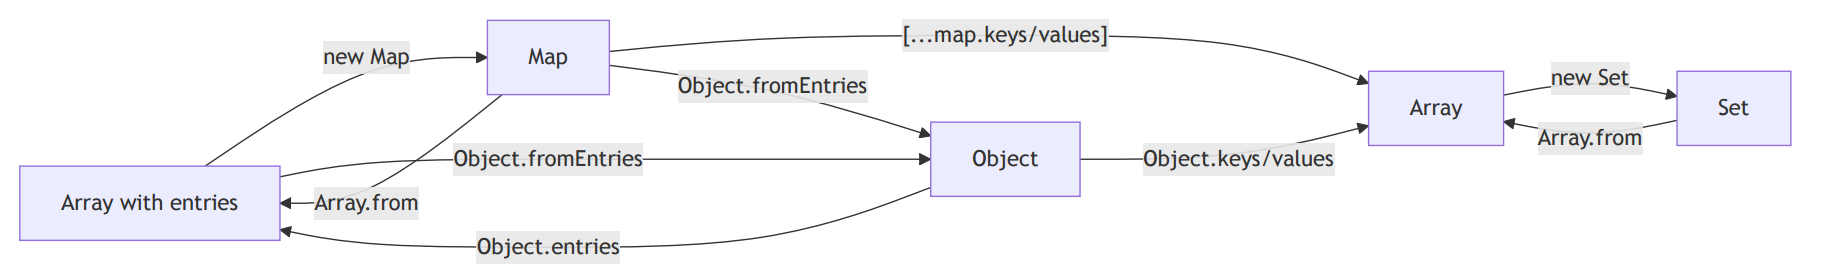 [...map.keys/values]
new Map
Map
Object.fromEntries
new Set
Array
Set
Array.from
Object.fromEntries
Object
Object.keys/values
Array with entries
Array.from
Object.entries